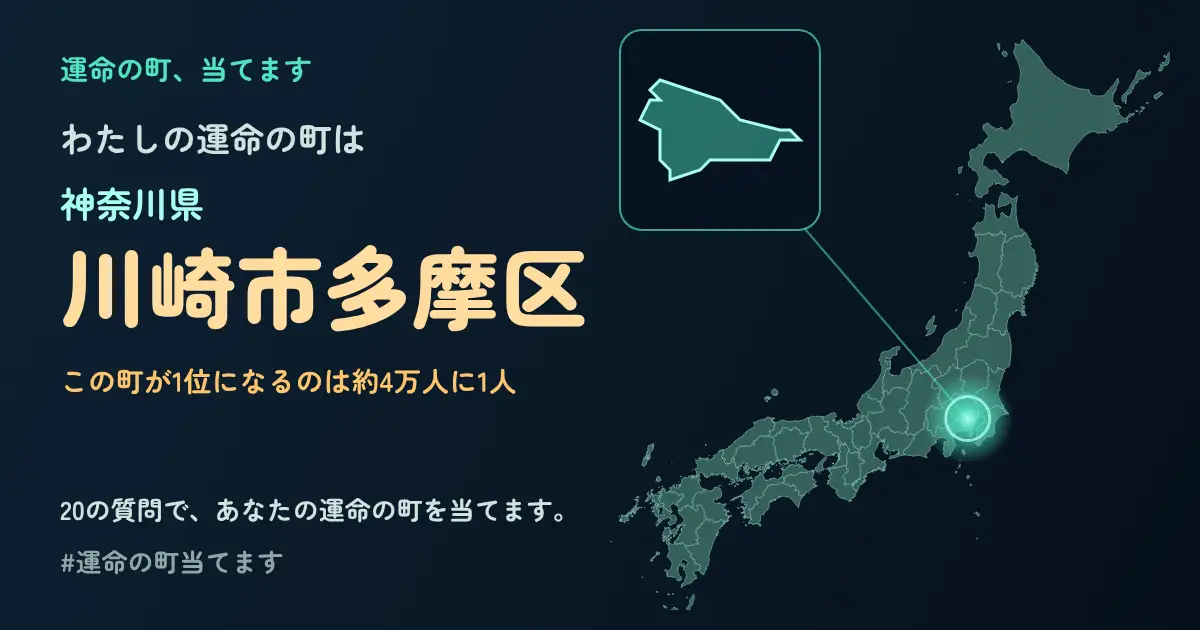 運命の町、当てます
わたしの運命の町は
神奈川県
川崎市多摩区
この町が1位になるのは約4万人に1人
20の質問で、あなたの運命の町を当てます。
#運命の町当てます